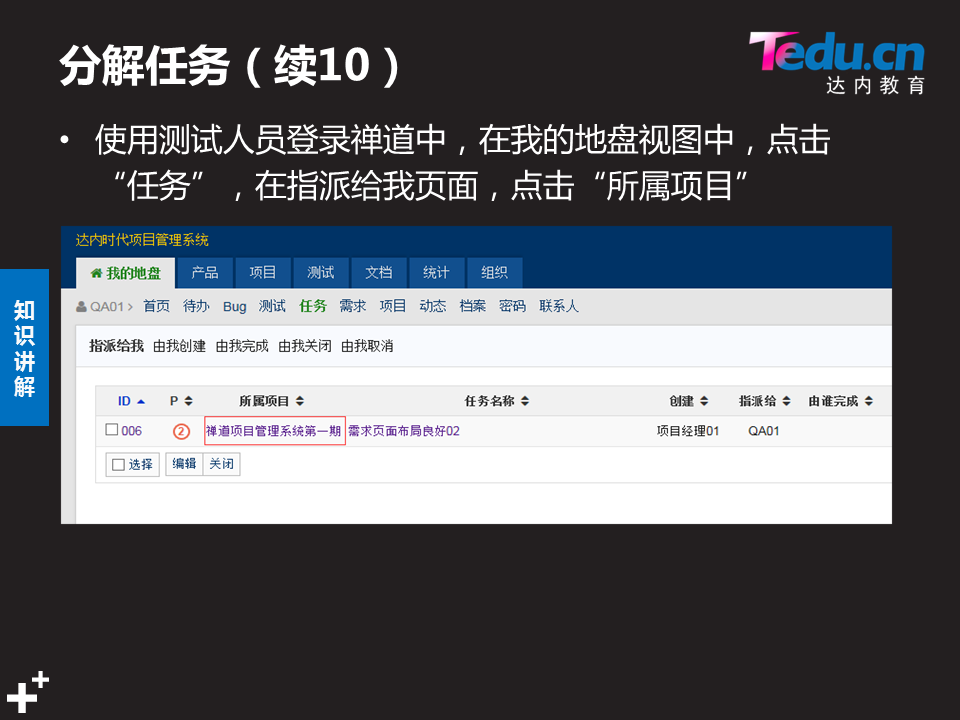 分解任务（续10）
Tedu.cn
达内教育
• 使用测试人员登录禅道中，在我的地盘视图中，点击
“任务”，在指派给我页面，点击“所属项目”
知识讲解
达内时代项目管理系统
我的地盘 产品 项目 测试 文档 统计 组织
QA01 › 首页 待办 Bug 测试 任务 需求 项目 动态 档案 密码 联系人
指派给我 由我创建 由我完成 由我关闭 由我取消
ID P 所属项目 任务名称 创建 指派给 由谁完成
006 2 禅道项目管理系统第一期 需求页面布局良好02 项目经理01 QA01
选择 编辑 关闭